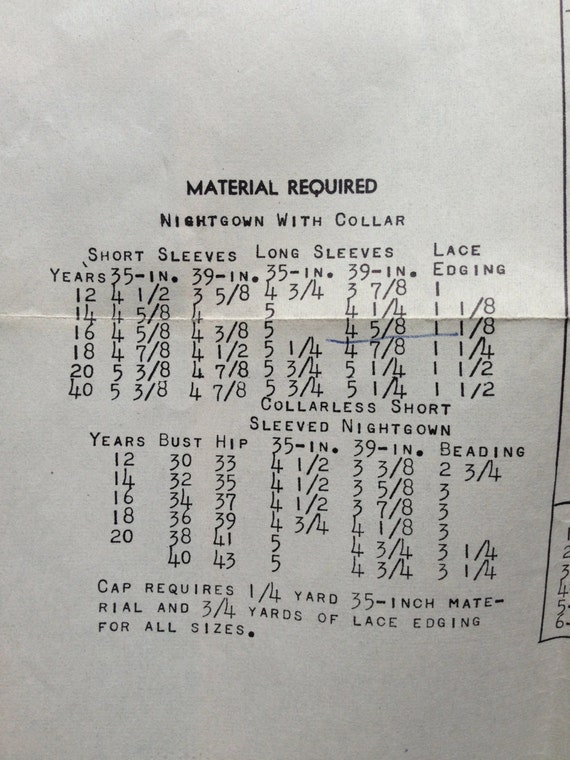 MATERIAL REQUIRED
NIGHTGOWN WITH COLLAR
SHORT SLEEVES LONG SLEEVES LACE
YEARS 35-IN. 39-IN. 35-IN. 39-IN. EDGING
12 4 1/2 3 5/8 4 3/4 3 7/8 1
14 4 5/8 4 5 4 1/4 1 1/8
16 4 5/8 4 3/8 5 4 5/8 1 1/8
18 4 7/8 4 1/2 5 1/4 4 7/8 1 1/4
20 5 3/8 4 7/8 5 3/4 5 1/4 1 1/2
40 5 3/8 4 7/8 5 3/4 5 1/4 1 1/2
COLLARLESS SHORT
SLEEVED NIGHTGOWN
YEARS BUST HIP 35-IN. 39-IN. BEADING
12 30 33 4 1/2 3 3/8 2 3/4
14 32 35 4 1/2 3 5/8 3
16 34 37 4 1/2 3 7/8 3
18 36 39 4 3/4 4 1/8 3
20 38 41 5 4 3/4 3 1/4
40 43 5 4 3/4 3 1/4
CAP REQUIRES 1/4 YARD 35-INCH MATE-
RIAL AND 3/4 YARDS OF LACE EDGING
FOR ALL SIZES.
1
2
3
4
5-
6-